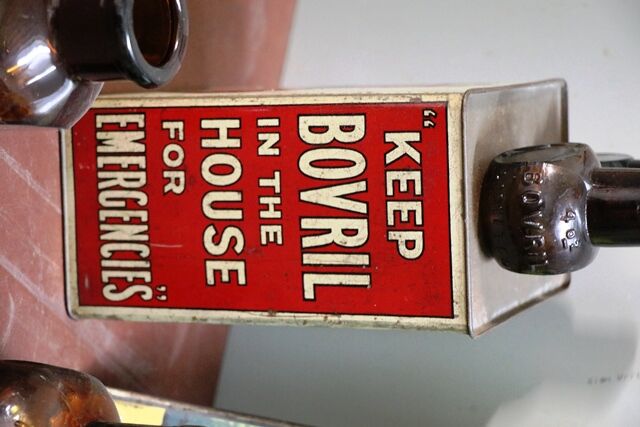 “KEEP
BOVRIL
IN THE
HOUSE
FOR
EMERGENCIES”
BOVRIL
4 OZ